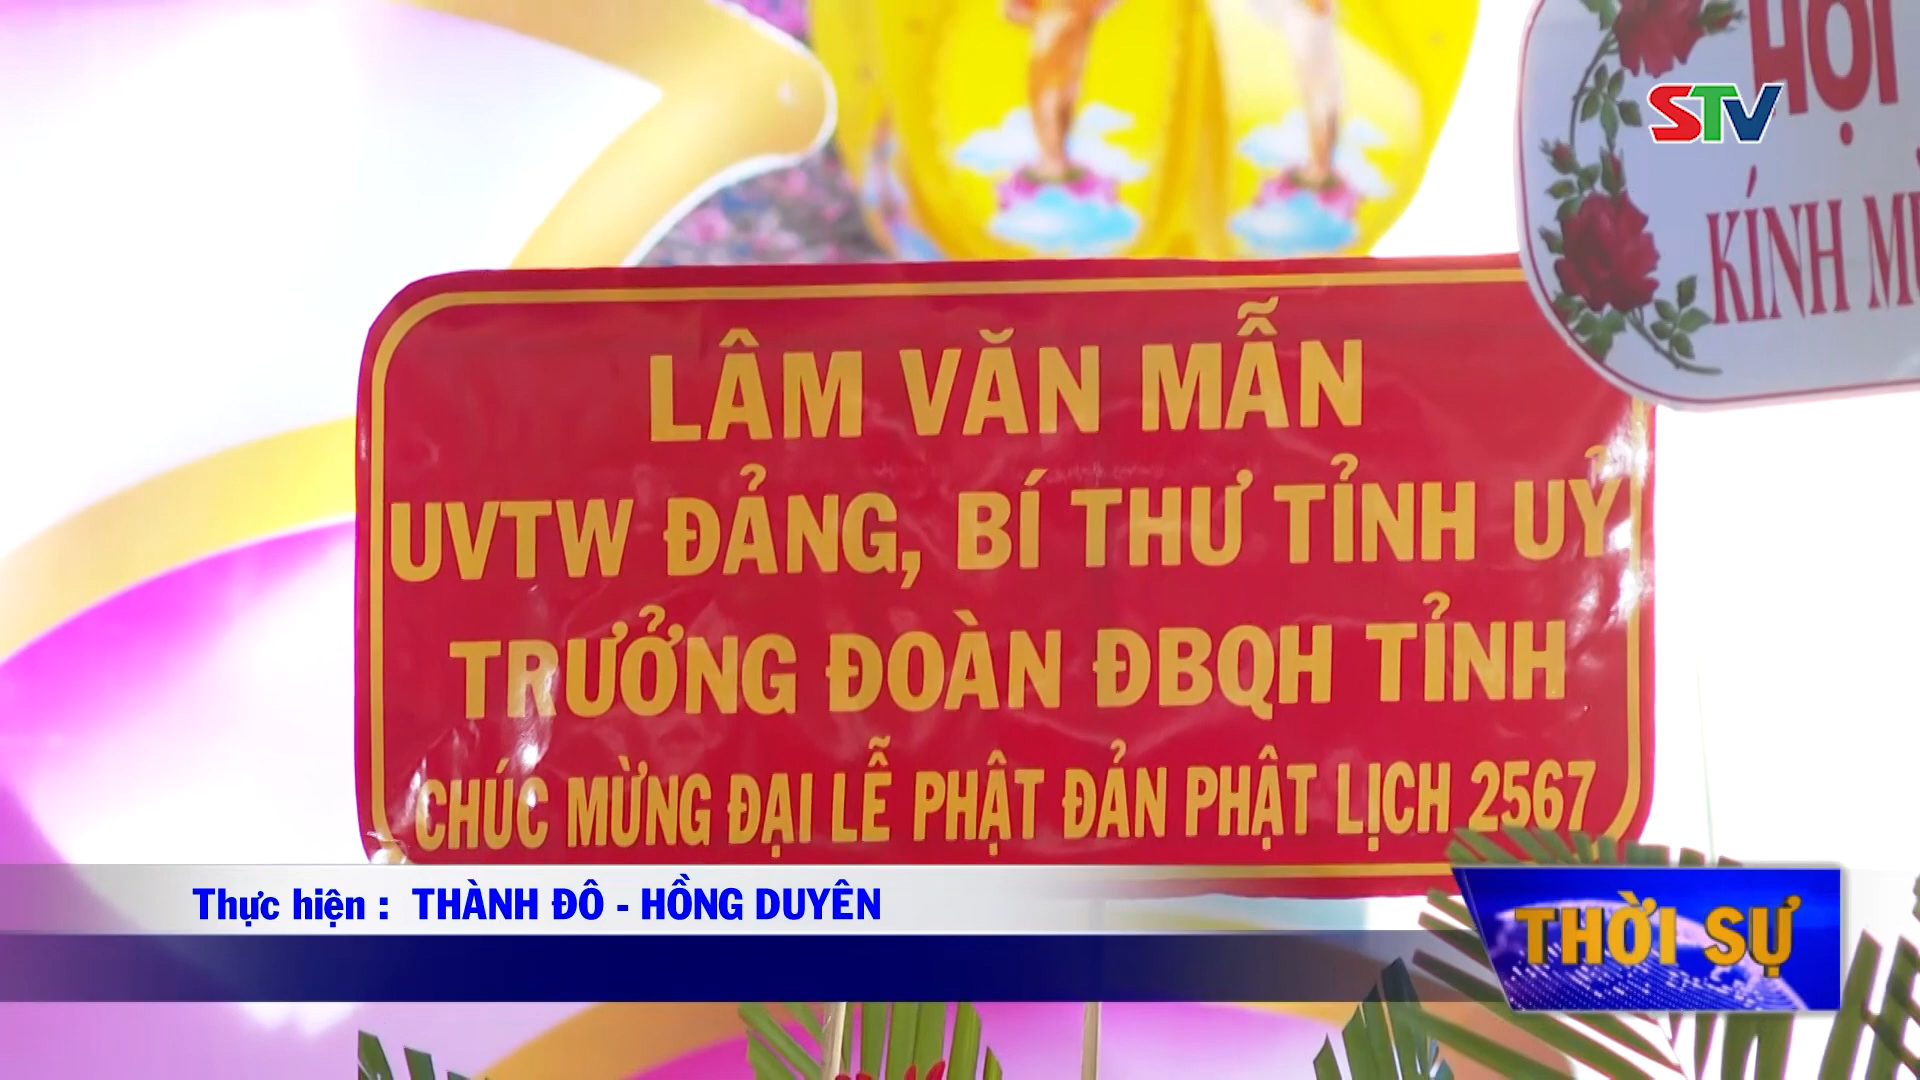 HỘI
STV
KÍNH
LÂM VĂN MẪN
UVTW ĐẢNG, BÍ THƯ TỈNH UỶ
TRƯỞNG ĐOÀN ĐBQH TỈNH
CHÚC MỪNG ĐẠI LỄ PHẬT ĐẢN PHẬT LỊCH 2567
Thực hiện : THÀNH ĐÔ - HỒNG DUYÊN
THỜI SỰ